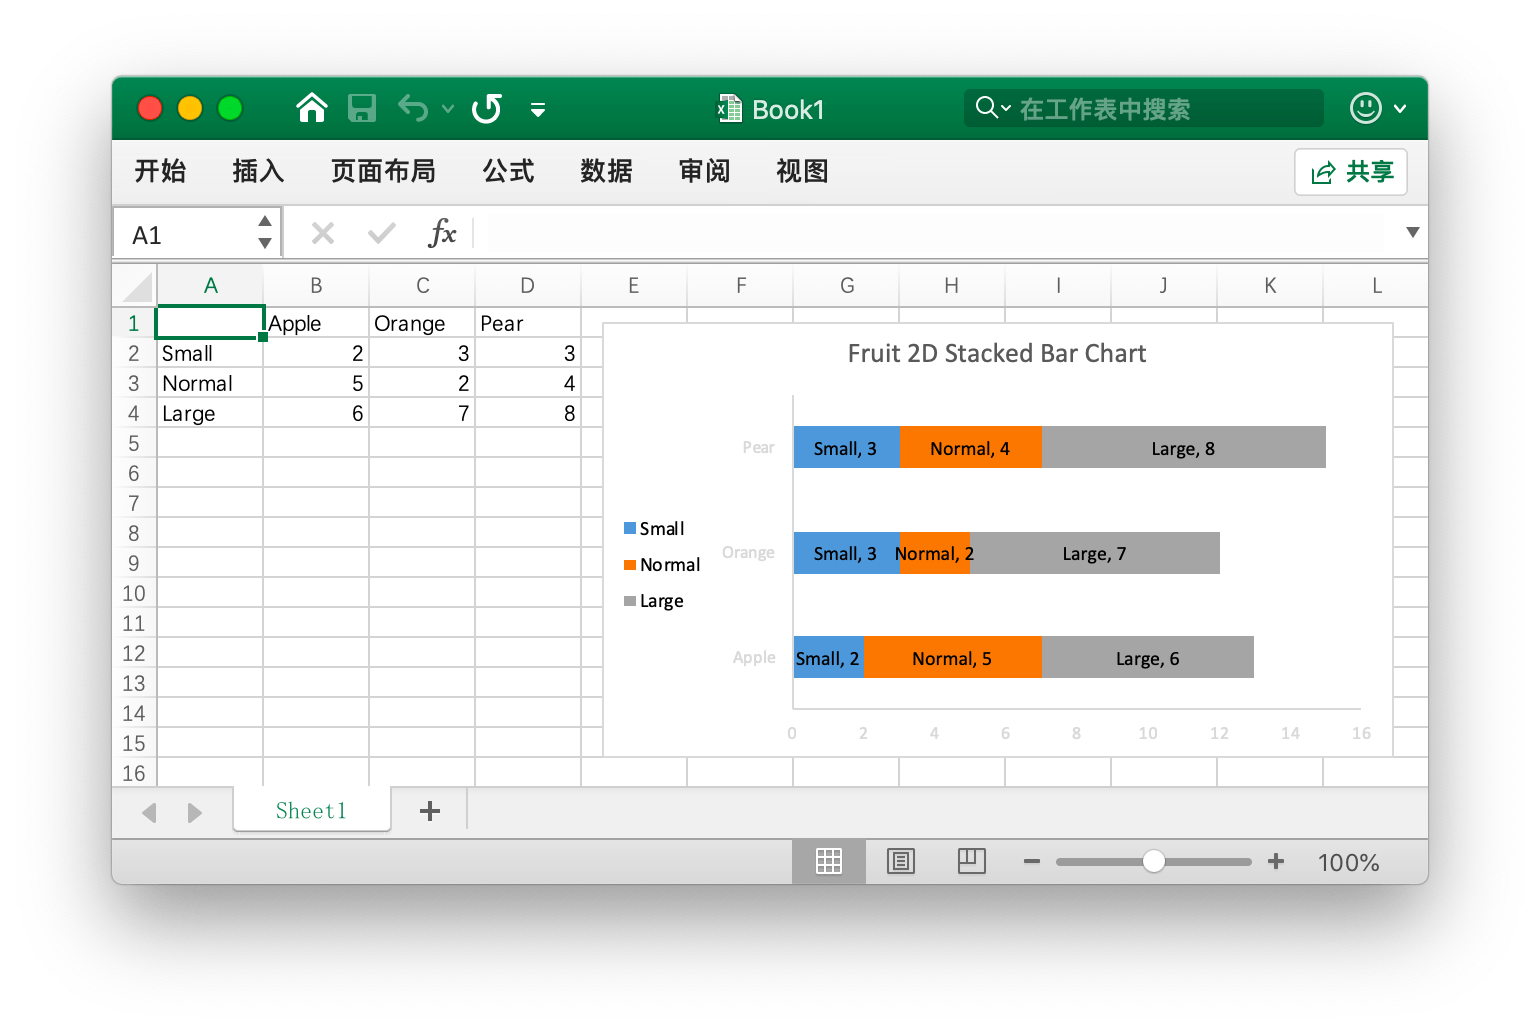 Book1
在工作表中搜索
开始 插入 页面布局 公式 数据 审阅 视图 共享
A1 fx
A B C D E F G H I J K L
1 Apple Orange Pear
2 Small 2 3 3
3 Normal 5 2 4
4 Large 6 7 8
5
6
7
8
9
10
11
12
13
14
15
16
Fruit 2D Stacked Bar Chart
Pear Small, 3 Normal, 4 Large, 8
Orange Small, 3 Normal, 2 Large, 7
Apple Small, 2 Normal, 5 Large, 6
0 2 4 6 8 10 12 14 16
Small
Normal
Large
Sheet1
100%